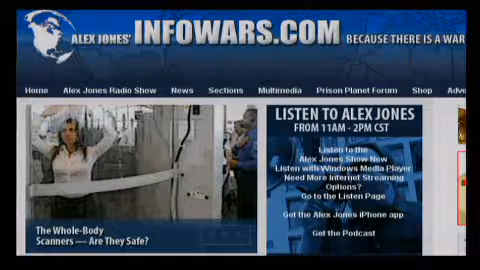 ALEX JONES' INFOWARS.COM BECAUSE THERE IS A WAR
Home Alex Jones Radio Show News Sections Multimedia Prison Planet Forum Shop Adve
LISTEN TO ALEX JONES
FROM 11AM - 2PM CST
Listen to the
Alex Jones Show Now
Listen with Windows Media Player
Need More Internet Streaming
Options?
Go to the Listen Page
Get the Alex Jones iPhone app
Get the Podcast
The Whole-Body
Scanners — Are They Safe?